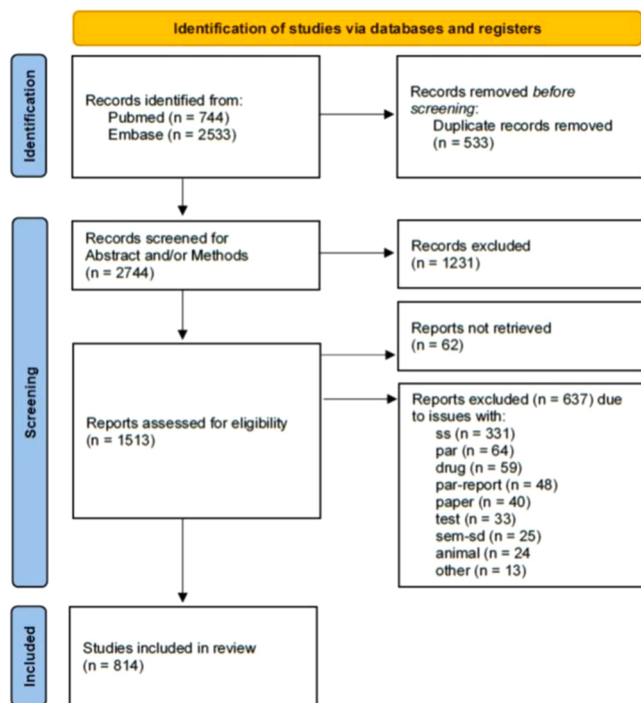 Identification of studies via databases and registers
Identification
Records identified from:
Pubmed (n = 744)
Embase (n = 2533)
Records removed before
screening:
Duplicate records removed
(n = 533)
Screening
Records screened for
Abstract and/or Methods
(n = 2744)
Records excluded
(n = 1231)
Reports not retrieved
(n = 62)
Reports assessed for eligibility
(n = 1513)
Reports excluded (n = 637) due
to issues with:
ss (n = 331)
par (n = 64)
drug (n = 59)
par-report (n = 48)
paper (n = 40)
test (n = 33)
sem-sd (n = 25)
animal (n = 24
other (n = 13)
Included
Studies included in review
(n = 814)